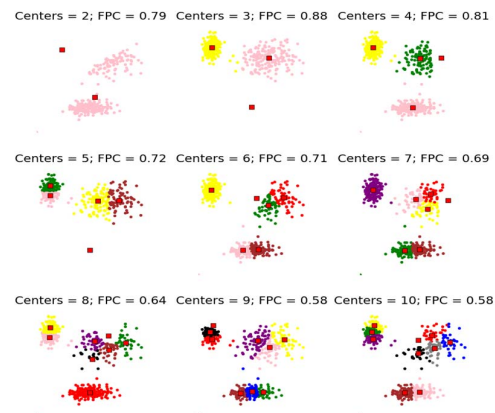 Centers = 2; FPC = 0.79
Centers = 3; FPC = 0.88
Centers = 4; FPC = 0.81
Centers = 5; FPC = 0.72
Centers = 6; FPC = 0.71
Centers = 7; FPC = 0.69
Centers = 8; FPC = 0.64
Centers = 9; FPC = 0.58
Centers = 10; FPC = 0.58